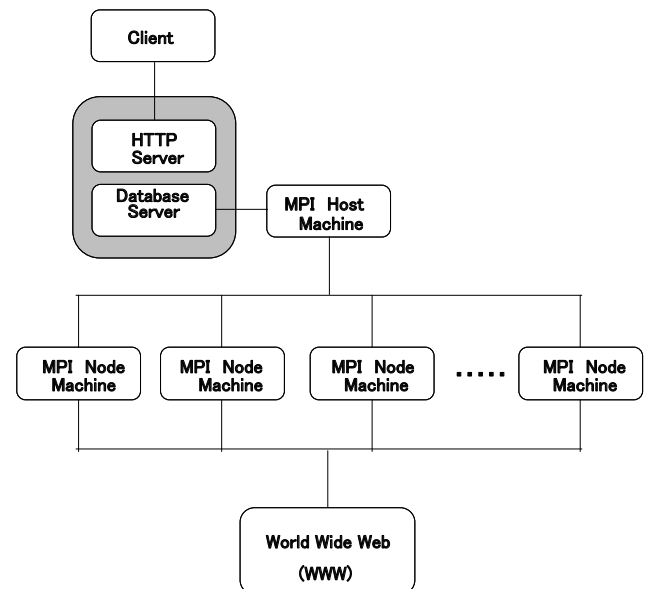 Client
HTTP
Server
Database
Server
MPI Host
Machine
MPI Node
Machine
MPI Node
Machine
MPI Node
Machine
.....
MPI Node
Machine
World Wide Web
(WWW)